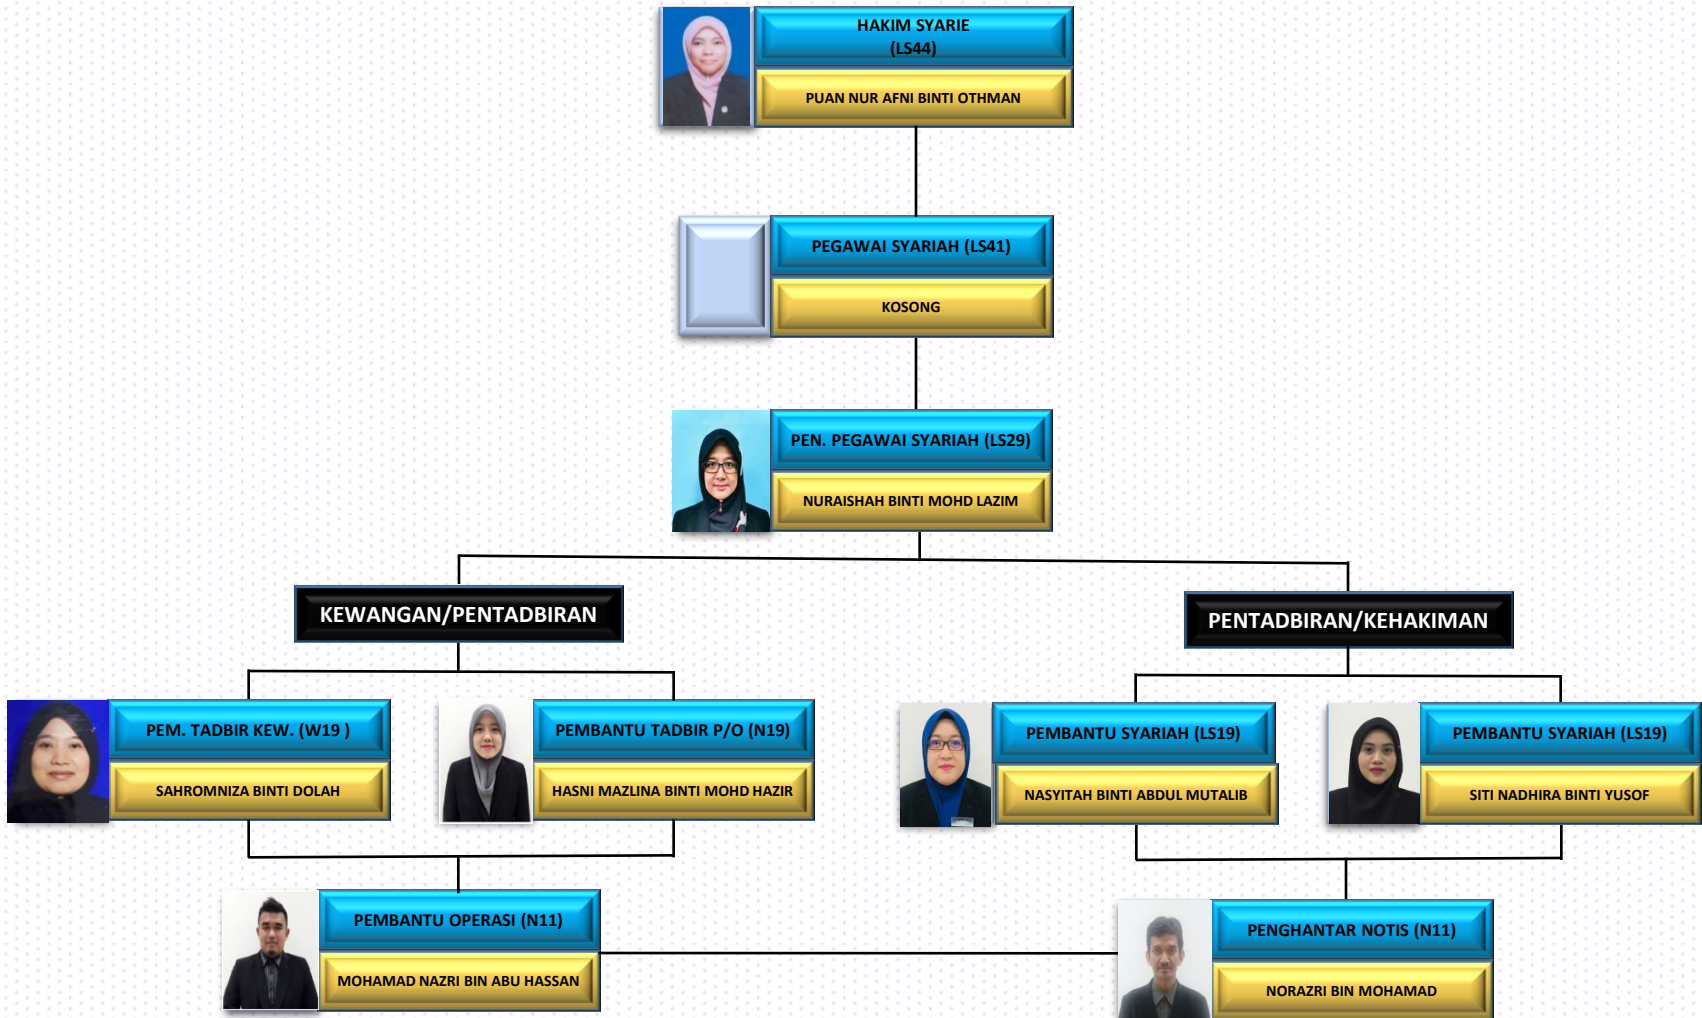 HAKIM SYARIE
(LS44)
PUAN NUR AFNI BINTI OTHMAN
PEGAWAI SYARIAH (LS41)
KOSONG
PEN. PEGAWAI SYARIAH (LS29)
NURAISHAH BINTI MOHD LAZIM
KEWANGAN/PENTADBIRAN
PENTADBIRAN/KEHAKIMAN
PEM. TADBIR KEW. (W19 )
SAHROMNIZA BINTI DOLAH
PEMBANTU TADBIR P/O (N19)
HASNI MAZLINA BINTI MOHD HAZIR
PEMBANTU SYARIAH (LS19)
NASYITAH BINTI ABDUL MUTALIB
PEMBANTU SYARIAH (LS19)
SITI NADHIRA BINTI YUSOF
PEMBANTU OPERASI (N11)
MOHAMAD NAZRI BIN ABU HASSAN
PENGHANTAR NOTIS (N11)
NORAZRI BIN MOHAMAD